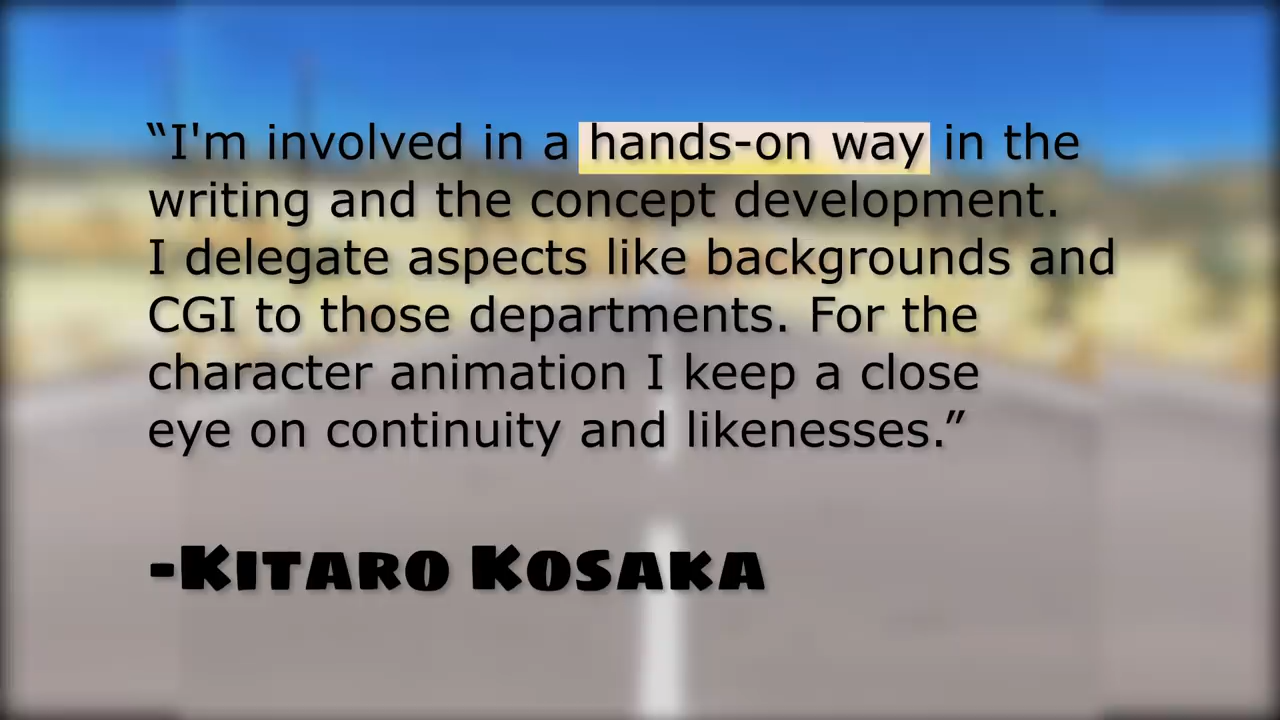 “I'm involved in a hands-on way in the
writing and the concept development.
I delegate aspects like backgrounds and
CGI to those departments. For the
character animation I keep a close
eye on continuity and likenesses.”
-Kitaro Kosaka